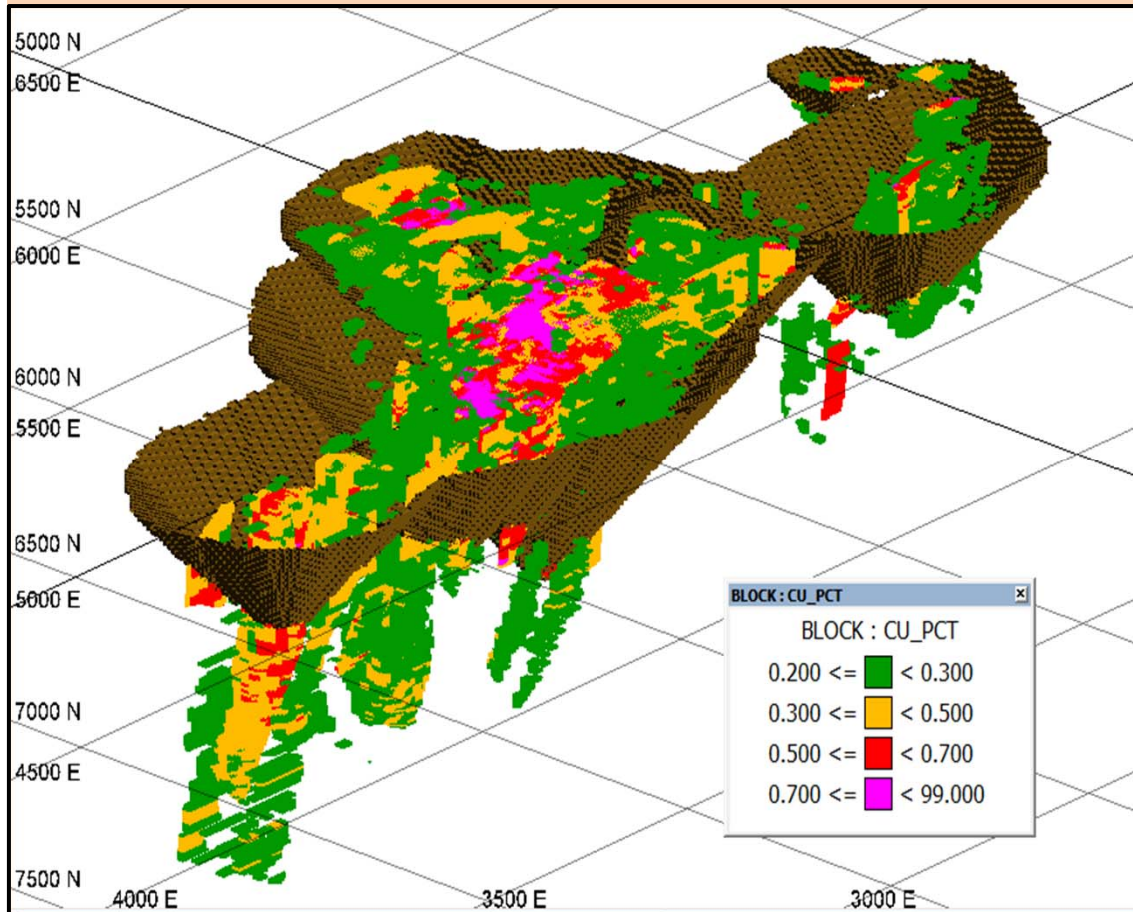 5000 N
6500 E
5500 N
6000 E
6000 N
5500 E
6500 N
5000 E
7000 N
4500 E
7500 N
4000 E
3500 E
3000 E
BLOCK:CU_PCT
BLOCK : CU_PCT
0.200 <= < 0.300
0.300 <= < 0.500
0.500 <= < 0.700
0.700 <= < 99.000